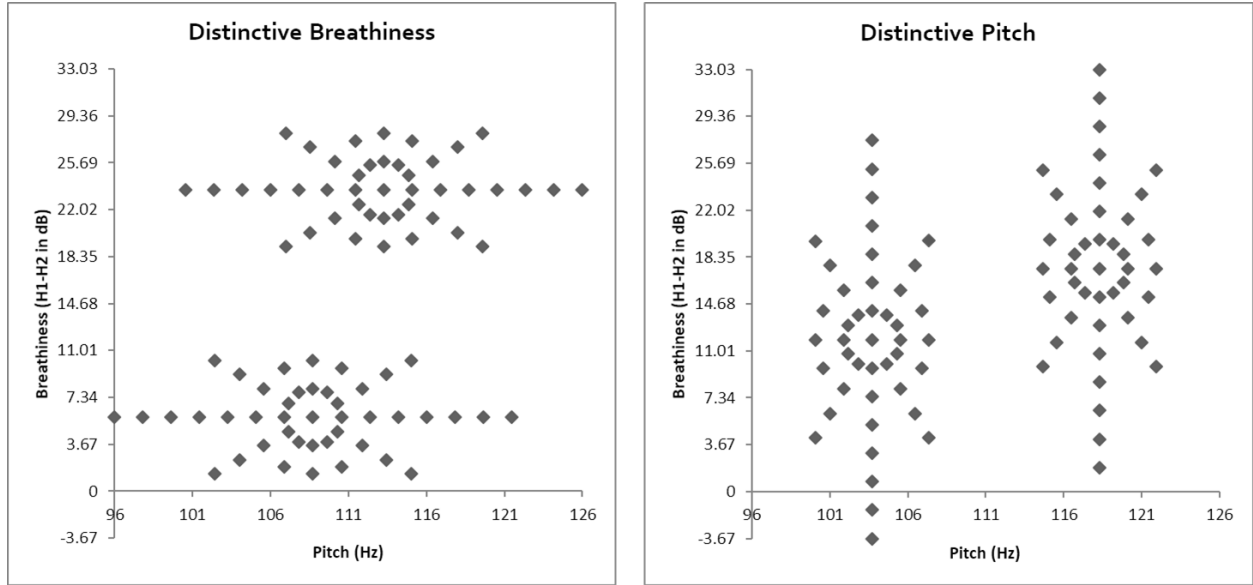 Distinctive Breathiness
33.03
29.36
25.69
22.02
18.35
14.68
11.01
7.34
3.67
0
-3.67
96 101 106 111 116 121 126
Breathiness (H1-H2 in dB)
Pitch (Hz)
Distinctive Pitch
33.03
29.36
25.69
22.02
18.35
14.68
11.01
7.34
3.67
0
-3.67
96 101 106 111 116 121 126
Breathiness (H1-H2 in dB)
Pitch (Hz)